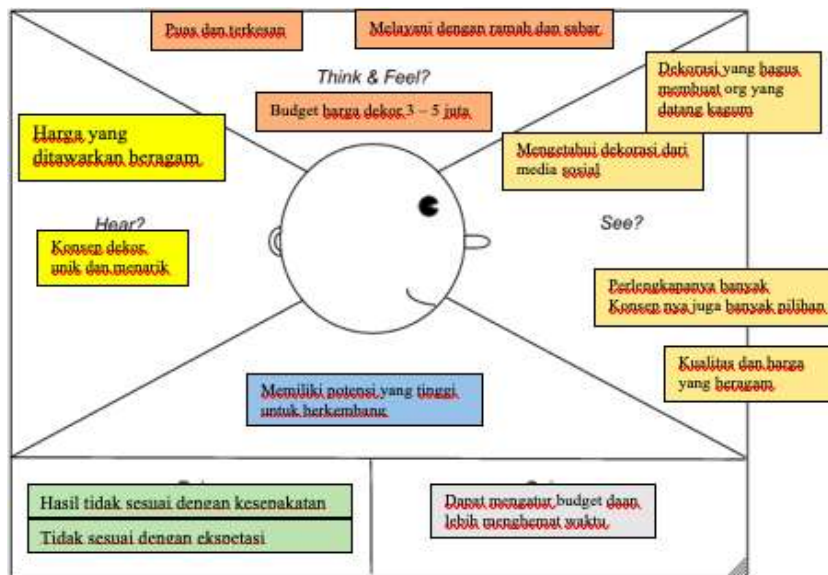 Puas dan terkesan
Melayani dengan ramah dan sabar
Think & Feel?
Budget harga dekor 3 – 5 juta
Dekorasi yang bagus
membuat org yang
datang kagum
Harga yang
ditawarkan beragam
Mengetahui dekorasi dari
media sosial
Hear?
See?
Konsep dekor
unik dan menarik
Perlengkapanya banyak
Konsep nya juga banyak pilihan
Kualitas dan harga
yang beragam
Memiliki potensi yang tinggi
untuk berkembang
Hasil tidak sesuai dengan kesepakatan
Tidak sesuai dengan ekspetasi
Dapat mengatur budget daan
lebih menghemat waktu